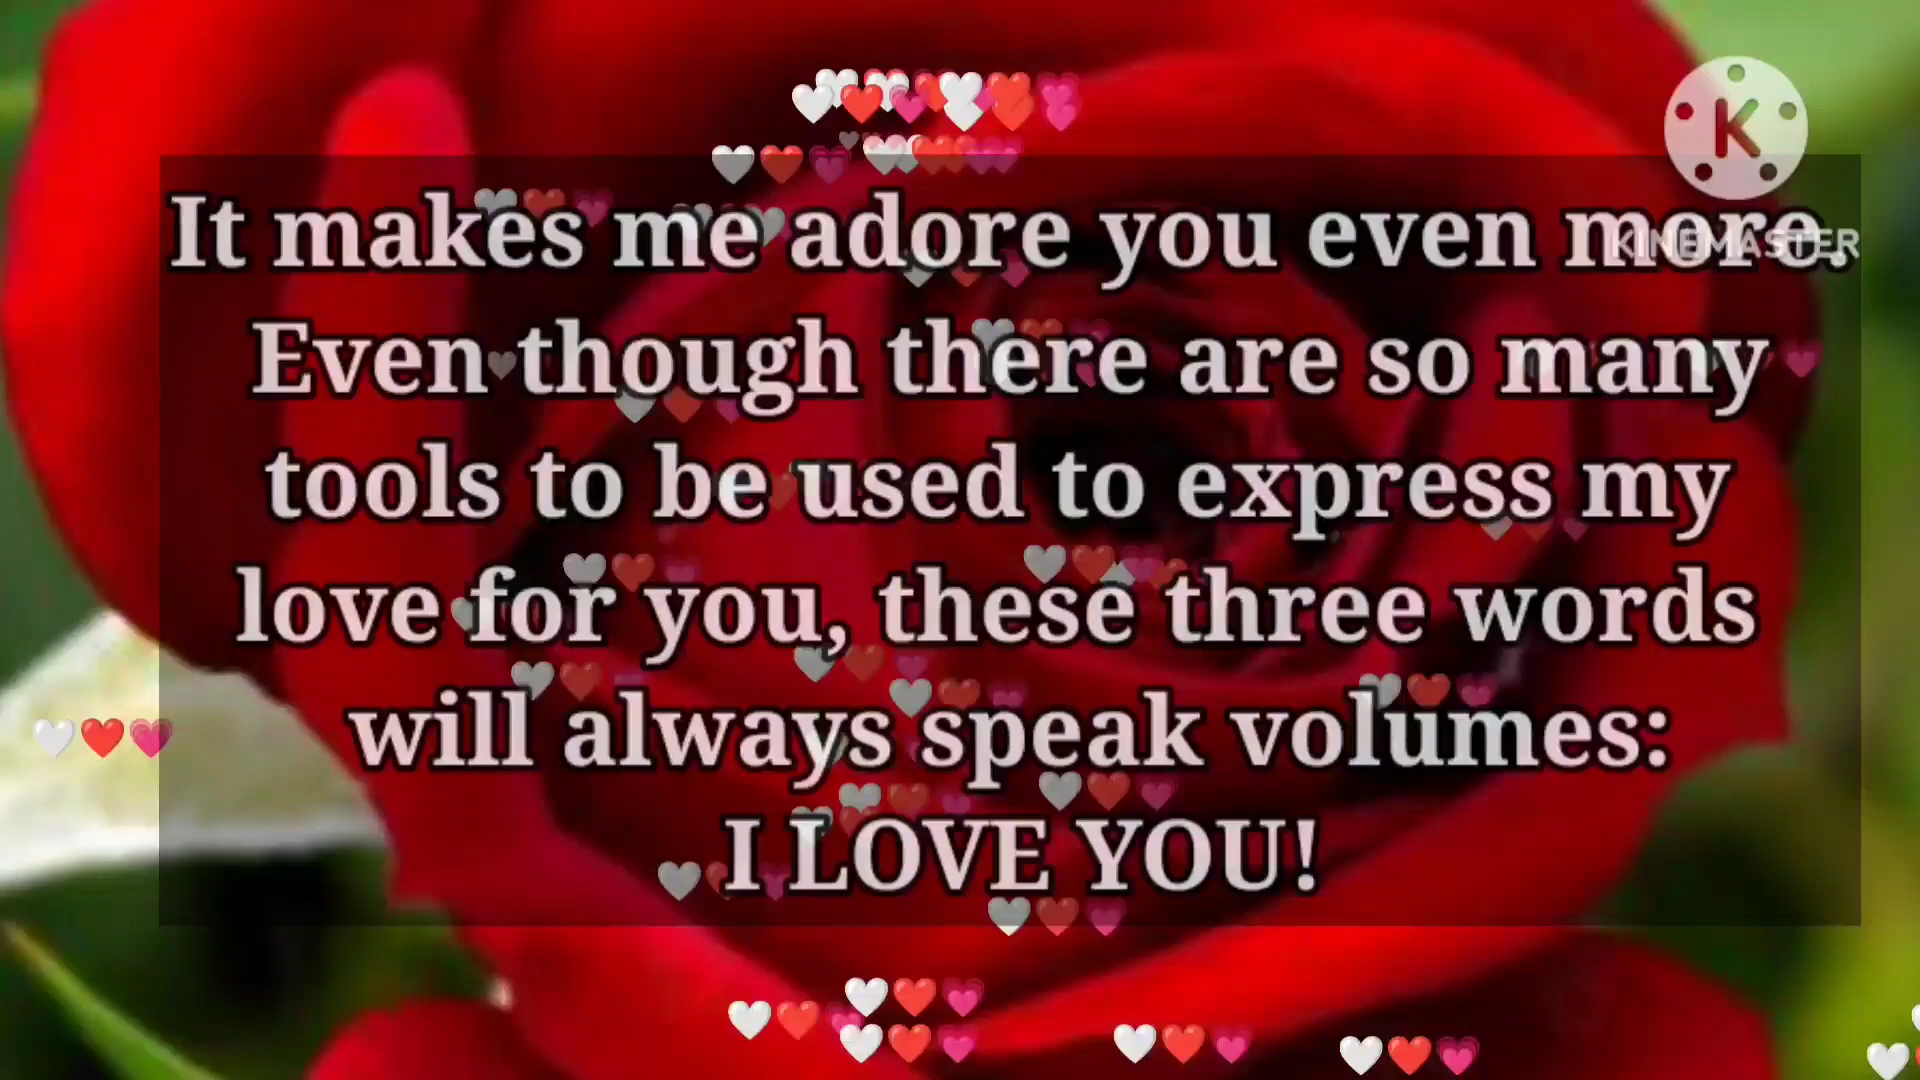 It makes me adore you even more.
Even though there are so many
tools to be used to express my
love for you, these three words
will always speak volumes:
I LOVE YOU!
K
KINEMASTER